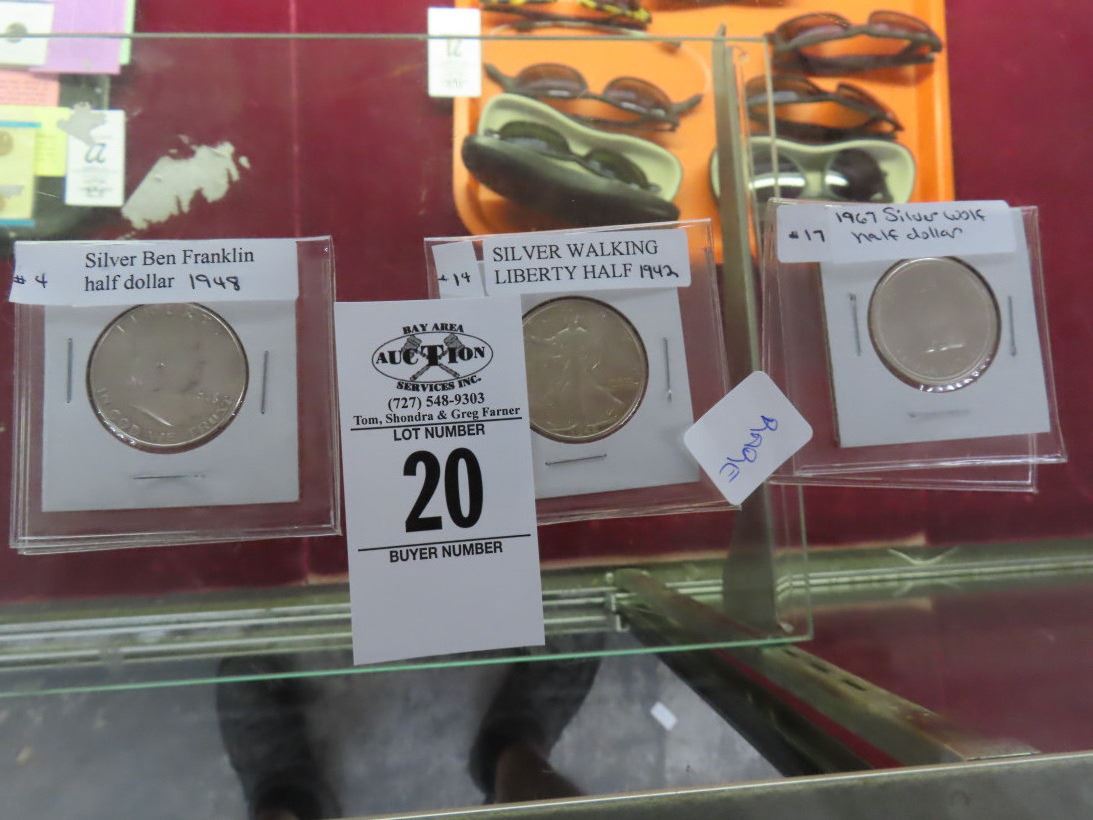 #4
Silver Ben Franklin
half dollar 1948
#14
SILVER WALKING
LIBERTY HALF 1942
#17
1967 Silver Wolf
half dollar
BAY AREA
AUCTION
SERVICES INC.
(727) 548-9303
Tom, Shondra & Greg Farner
LOT NUMBER
20
BUYER NUMBER
21
22
IN GOD WE TRUST